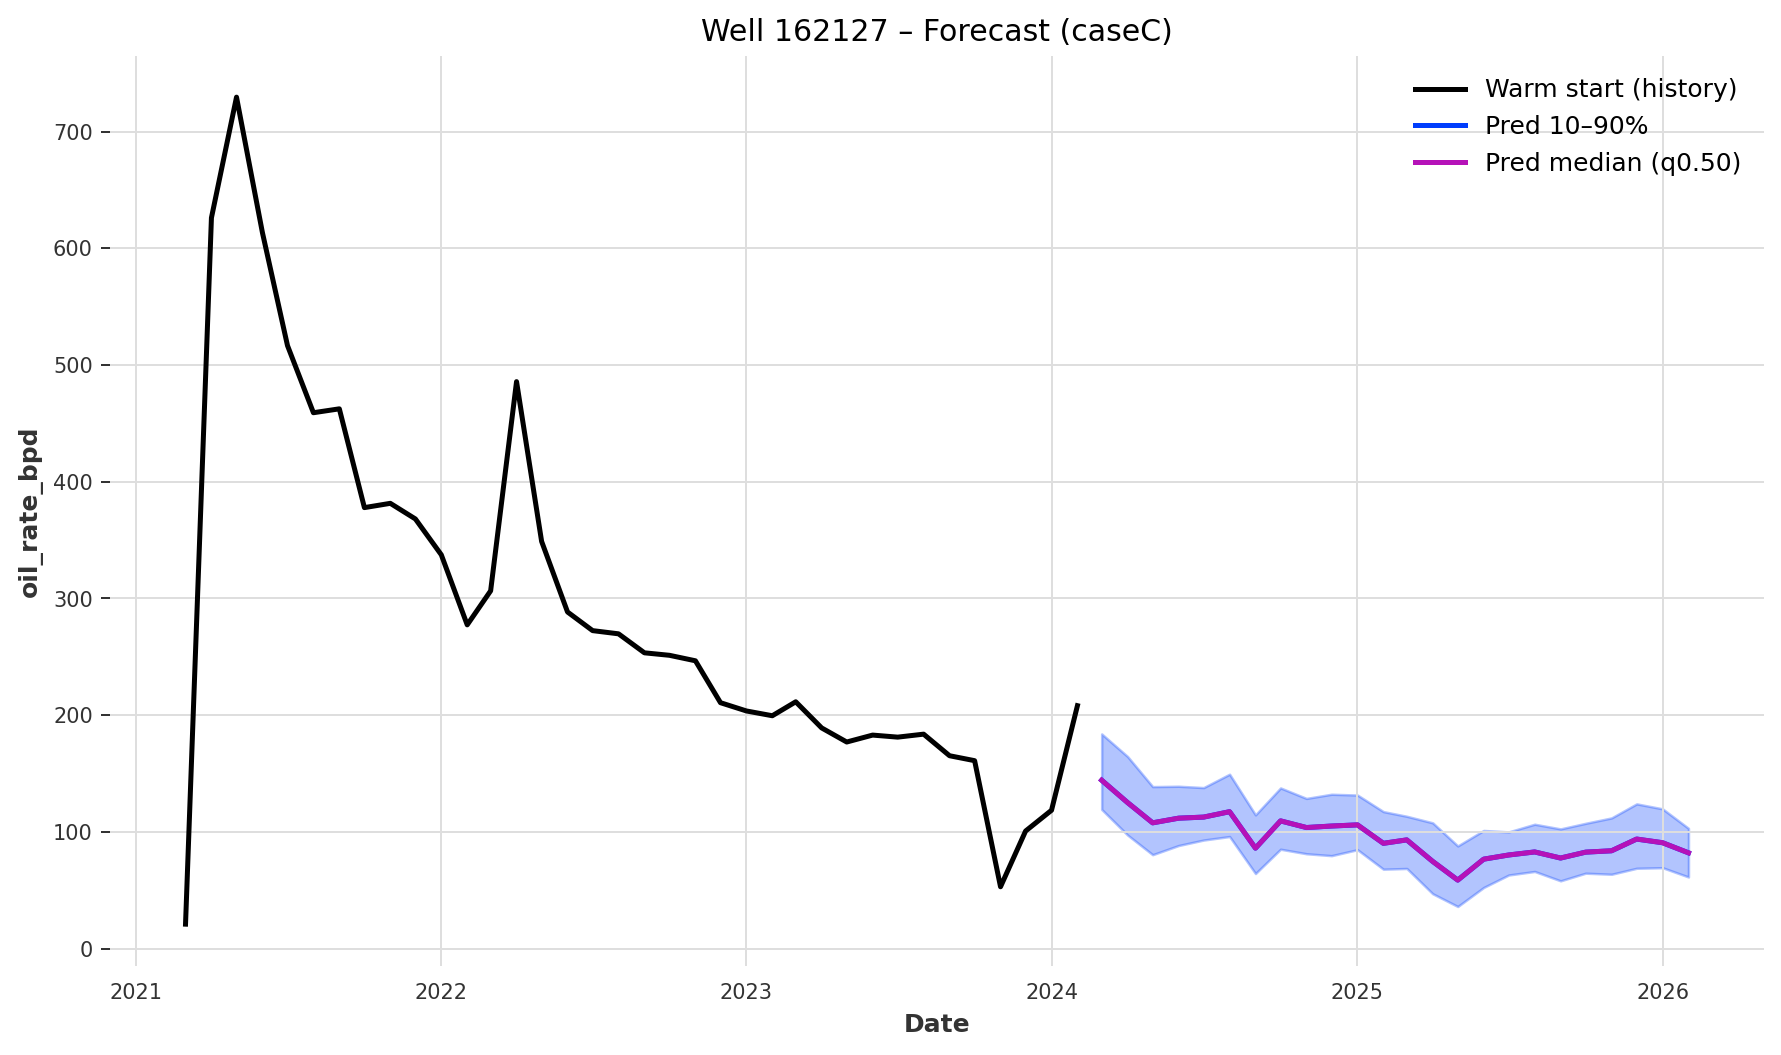 Well 162127 – Forecast (caseC)
Warm start (history)
Pred 10–90%
Pred median (q0.50)
oil_rate_bpd
700
600
500
400
300
200
100
0
2021 2022 2023 2024 2025 2026
Date